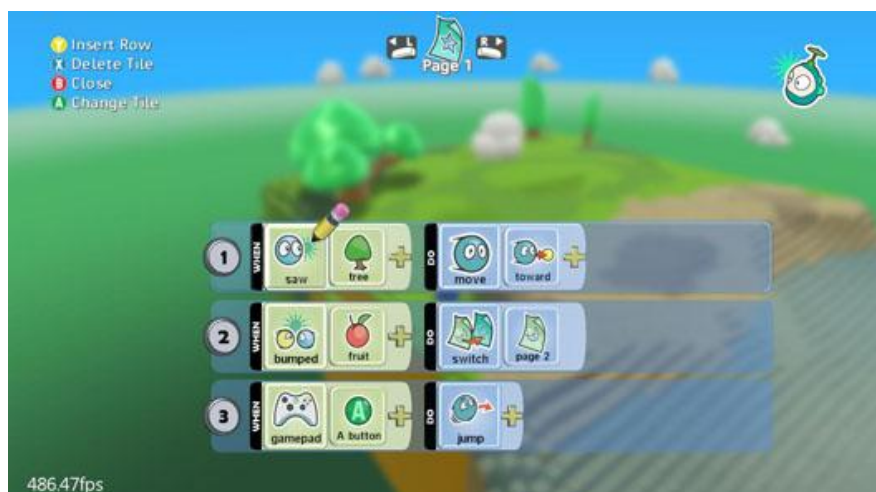 Y Insert Row
X Delete Tile
B Close
A Change Tile
L R
Page 1
1 WHEN saw tree DO move toward
2 WHEN bumped fruit DO switch page 2
3 WHEN gamepad A A button DO jump
486.47fps